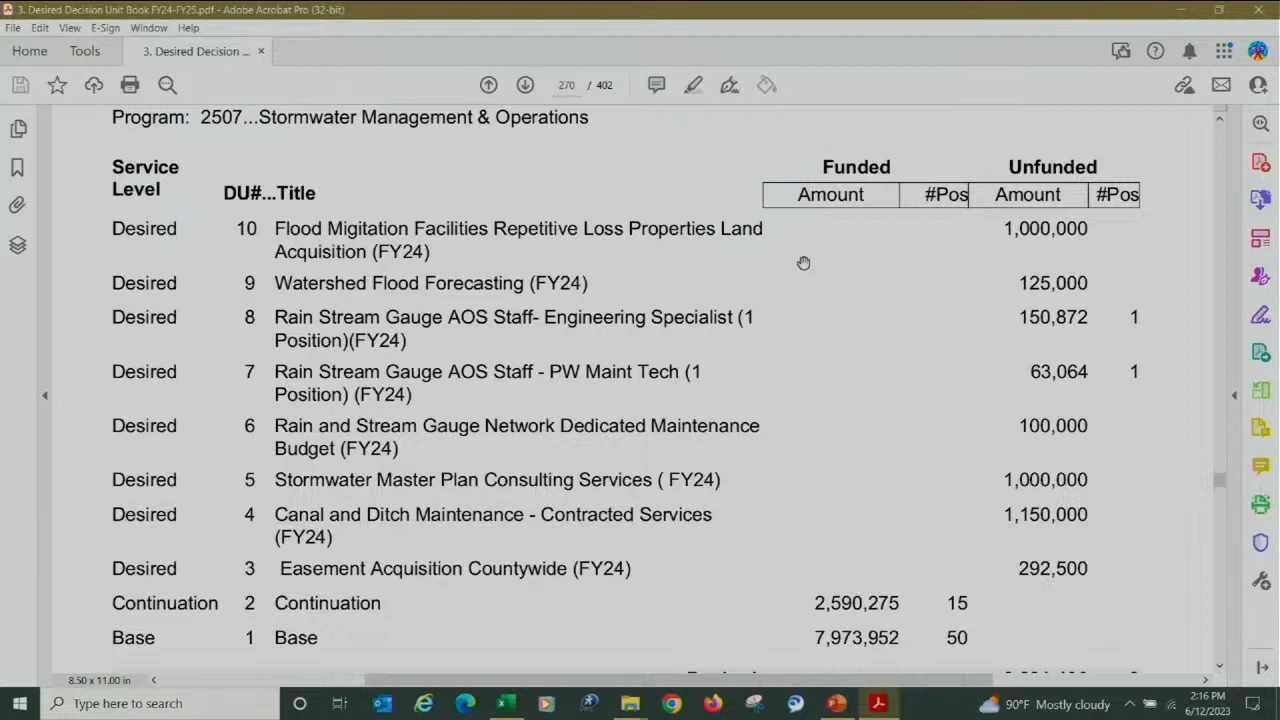 3. Desired Decision Unit Book FY24-FY25.pdf - Adobe Acrobat Pro (32-bit)
File Edit View E-Sign Window Help
Home Tools 3. Desired Decision ... ×
270 / 402
Program: 2507...Stormwater Management & Operations
Service Level DU#...Title Funded Unfunded
Amount #Pos Amount #Pos
Desired 10 Flood Migitation Facilities Repetitive Loss Properties Land 1,000,000
Acquisition (FY24)
Desired 9 Watershed Flood Forecasting (FY24) 125,000
Desired 8 Rain Stream Gauge AOS Staff- Engineering Specialist (1 150,872 1
Position)(FY24)
Desired 7 Rain Stream Gauge AOS Staff - PW Maint Tech (1 63,064 1
Position) (FY24)
Desired 6 Rain and Stream Gauge Network Dedicated Maintenance 100,000
Budget (FY24)
Desired 5 Stormwater Master Plan Consulting Services ( FY24) 1,000,000
Desired 4 Canal and Ditch Maintenance - Contracted Services 1,150,000
(FY24)
Desired 3 Easement Acquisition Countywide (FY24) 292,500
Continuation 2 Continuation 2,590,275 15
Base 1 Base 7,973,952 50
8.50 x 11.00 in
Type here to search 90°F Mostly cloudy 2:16 PM
6/12/2023